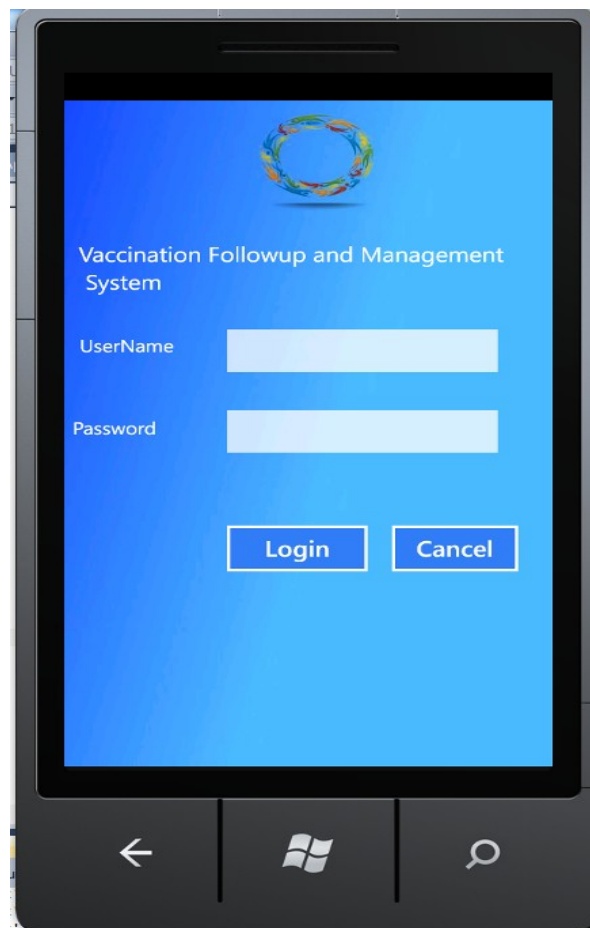 Vaccination Followup and Management
System
UserName
Password
Login Cancel